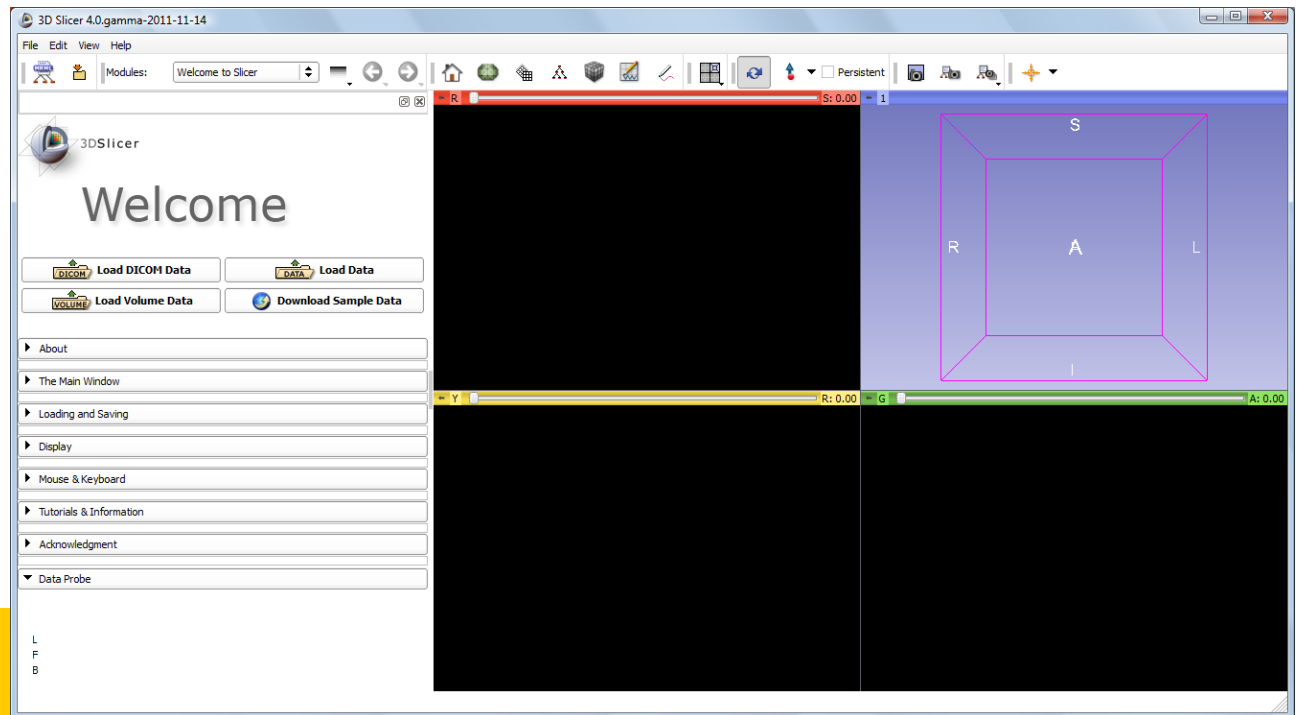 3D Slicer 4.0.gamma-2011-11-14
File Edit View Help
Modules: Welcome to Slicer Persistent
R S: 0.00 1
3DSlicer
Welcome
DICOM Load DICOM Data DATA Load Data
VOLUME Load Volume Data Download Sample Data
About
The Main Window
Loading and Saving
Display
Mouse & Keyboard
Tutorials & Information
Acknowledgment
Data Probe
L
F
B
S
R A L
I
Y R: 0.00 G A: 0.00